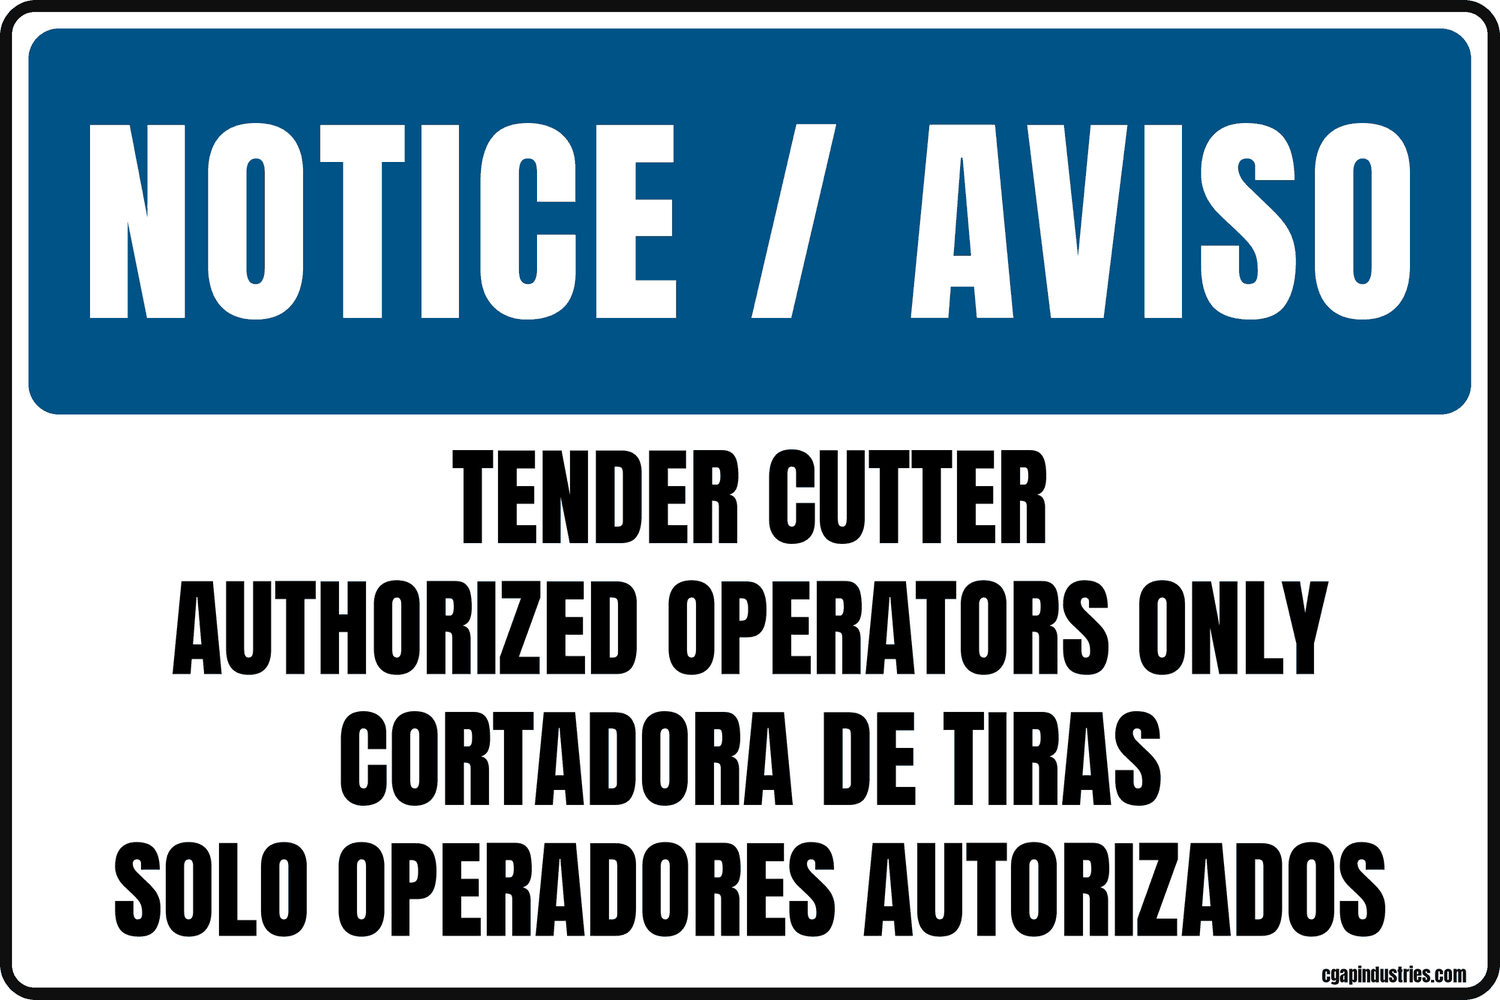 NOTICE / AVISO
TENDER CUTTER
AUTHORIZED OPERATORS ONLY
CORTADORA DE TIRAS
SOLO OPERADORES AUTORIZADOS
cgapindustries.com